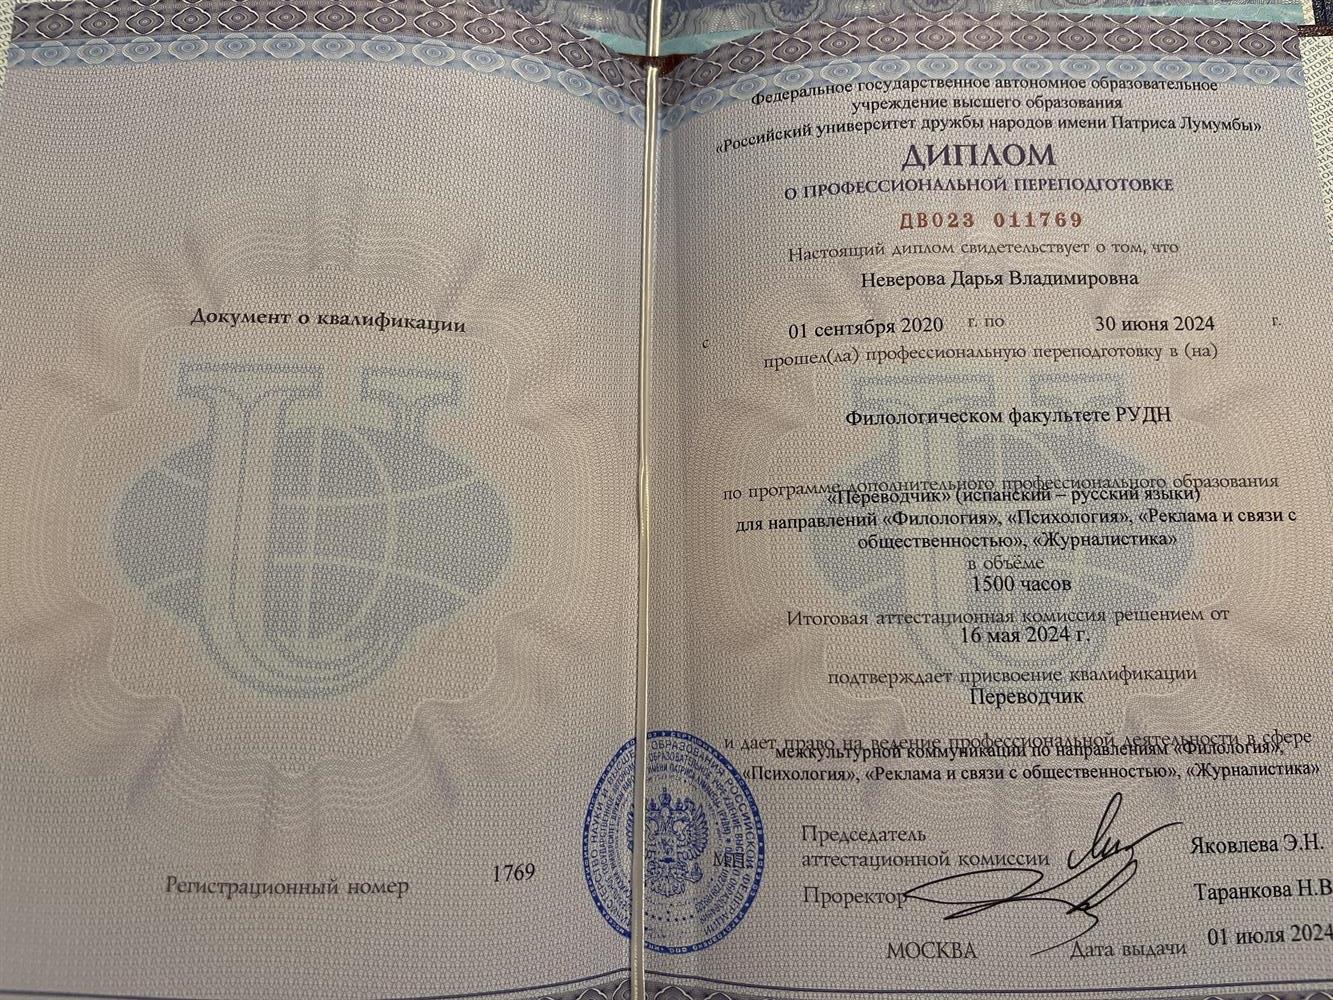 Документ о квалификации
Регистрационный номер 1769
Федеральное государственное автономное образовательное
учреждение высшего образования
«Российский университет дружбы народов имени Патриса Лумумбы»
ДИПЛОМ
О ПРОФЕССИОНАЛЬНОЙ ПЕРЕПОДГОТОВКЕ
ДВ023 011769
Настоящий диплом свидетельствует о том, что
Неверова Дарья Владимировна
с 01 сентября 2020 г. по 30 июня 2024 г.
прошел(ла) профессиональную переподготовку в (на)
Филологическом факультете РУДН
по программе дополнительного профессионального образования
«Переводчик» (испанский – русский языки)
для направлений «Филология», «Психология», «Реклама и связи с
общественностью», «Журналистика»
в объёме
1500 часов
Итоговая аттестационная комиссия решением от
16 мая 2024 г.
подтверждает присвоение квалификации
Переводчик
и дает право на ведение профессиональной деятельности в сфере
межкультурной коммуникации по направлениям «Филология»,
«Психология», «Реклама и связи с общественностью», «Журналистика»
М.П.
Председатель
аттестационной комиссии Яковлева Э.Н.
Проректор Таранкова Н.В
МОСКВА Дата выдачи 01 июля 2024